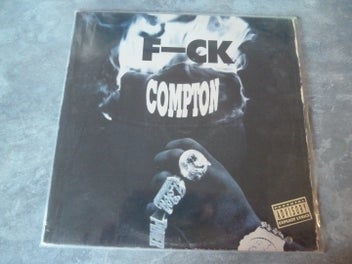 F—CK
COMPTON
PARENTAL
ADVISORY
EXPLICIT LYRICS